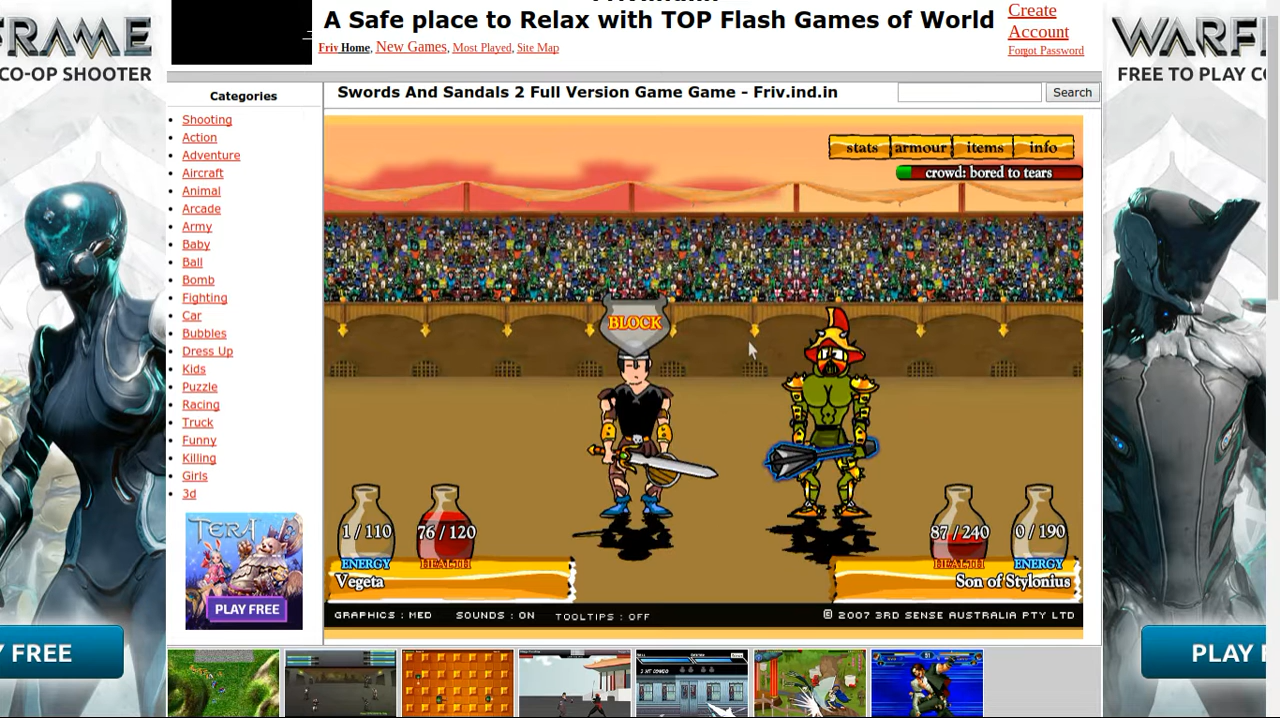 A Safe place to Relax with TOP Flash Games of World
Create
Account
Forgot Password
Friv Home, New Games, Most Played, Site Map
FRAME
CO-OP SHOOTER
FREE TO PLAY
Categories
Shooting
Action
Adventure
Aircraft
Animal
Arcade
Army
Baby
Ball
Bomb
Fighting
Car
Bubbles
Dress Up
Kids
Puzzle
Racing
Truck
Funny
Killing
Girls
3d
TERA
PLAY FREE
Swords And Sandals 2 Full Version Game Game - Friv.ind.in
Search
stats
armour
items
info
crowd: bored to tears
BLOCK
1 / 110
ENERGY
76 / 120
HEALTH
87 / 240
HEALTH
0 / 190
ENERGY
Vegeta
Son of Stylonius
GRAPHICS : MED
SOUNDS : ON
TOOLTIPS : OFF
© 2007 3RD SENSE AUSTRALIA PTY LTD
FREE
PLAY